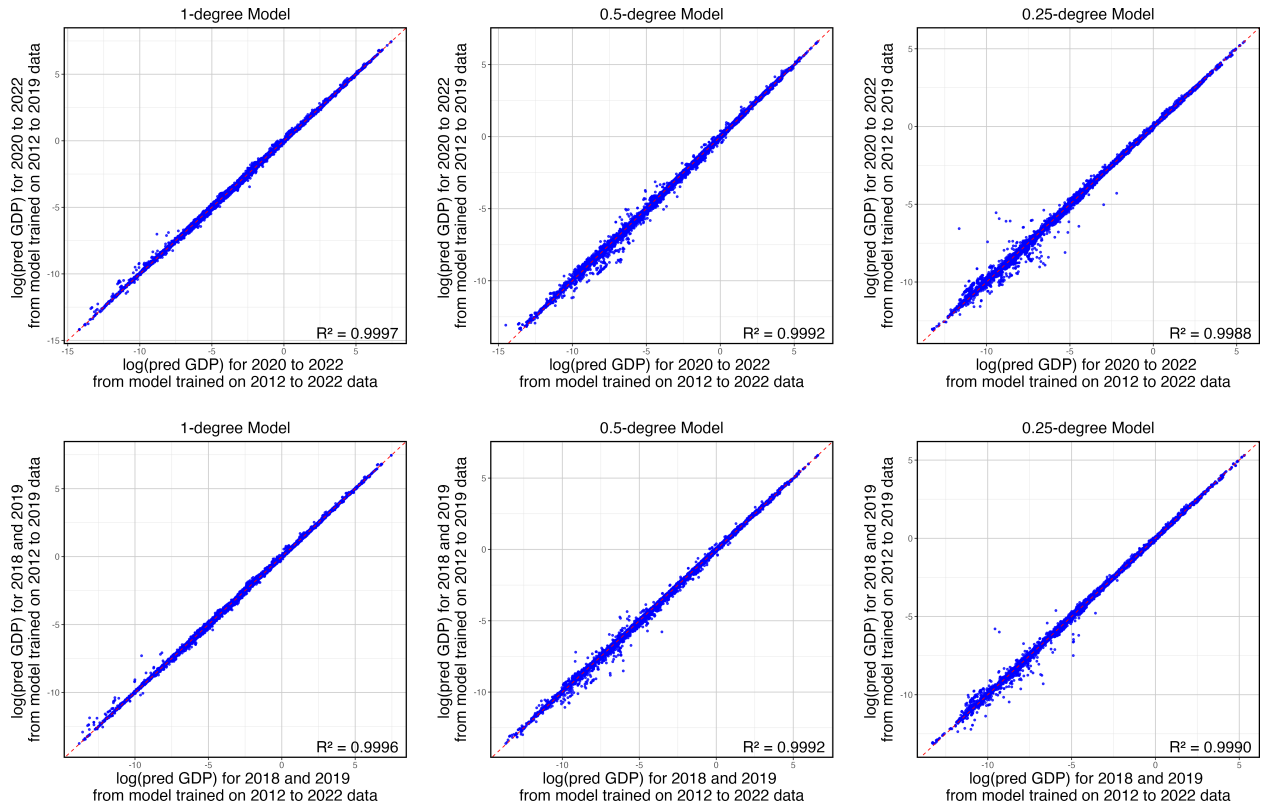 1-degree Model
log(pred GDP) for 2020 to 2022
from model trained on 2012 to 2019 data
5
0
-5
-10
-15
R² = 0.9997
-15 -10 -5 0 5
log(pred GDP) for 2020 to 2022
from model trained on 2012 to 2022 data
0.5-degree Model
log(pred GDP) for 2020 to 2022
from model trained on 2012 to 2019 data
5
0
-5
-10
R² = 0.9992
-15 -10 -5 0 5
log(pred GDP) for 2020 to 2022
from model trained on 2012 to 2022 data
0.25-degree Model
log(pred GDP) for 2020 to 2022
from model trained on 2012 to 2019 data
5
0
-5
-10
R² = 0.9988
-10 -5 0 5
log(pred GDP) for 2020 to 2022
from model trained on 2012 to 2022 data
1-degree Model
log(pred GDP) for 2018 and 2019
from model trained on 2012 to 2019 data
5
0
-5
-10
R² = 0.9996
-10 -5 0 5
log(pred GDP) for 2018 and 2019
from model trained on 2012 to 2022 data
0.5-degree Model
log(pred GDP) for 2018 and 2019
from model trained on 2012 to 2019 data
5
0
-5
-10
R² = 0.9992
-10 -5 0 5
log(pred GDP) for 2018 and 2019
from model trained on 2012 to 2022 data
0.25-degree Model
log(pred GDP) for 2018 and 2019
from model trained on 2012 to 2019 data
5
0
-5
-10
R² = 0.9990
-10 -5 0 5
log(pred GDP) for 2018 and 2019
from model trained on 2012 to 2022 data